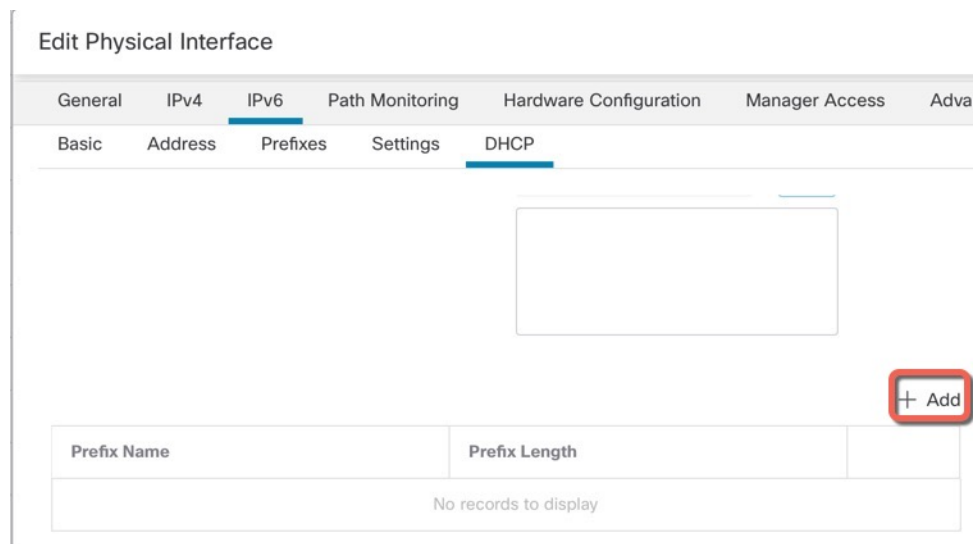 Edit Physical Interface
General IPv4 IPv6 Path Monitoring Hardware Configuration Manager Access Adva
Basic Address Prefixes Settings DHCP
+ Add
Prefix Name Prefix Length
No records to display